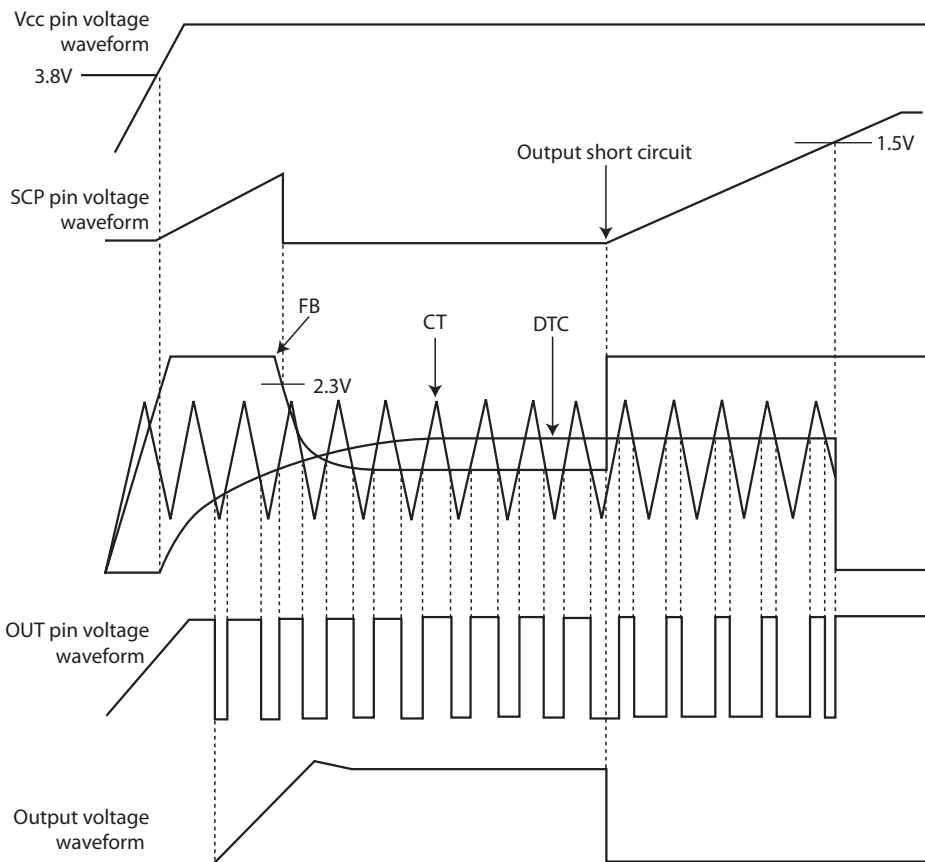 Vcc pin voltage
waveform
3.8V
Output short circuit
1.5V
SCP pin voltage
waveform
FB
CT
DTC
2.3V
OUT pin voltage
waveform
Output voltage
waveform